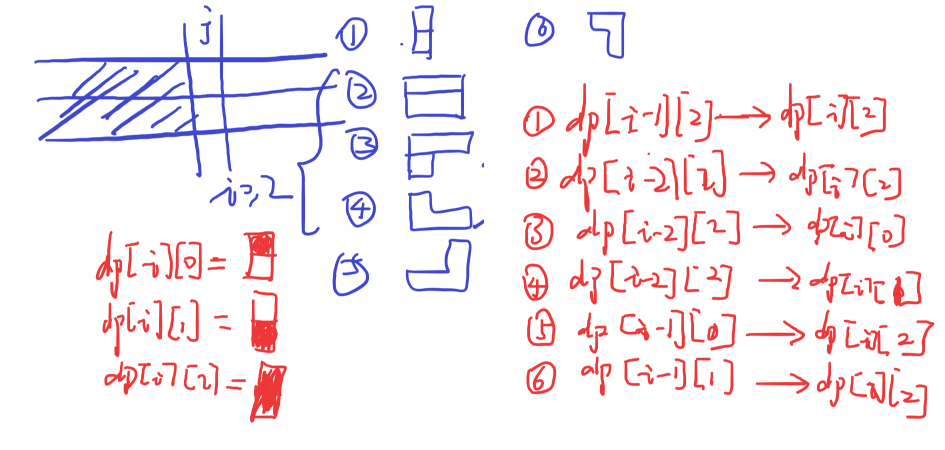 j
i>=2
①
②
③
④
⑤
⑥
dp[i][0]=
dp[i][1]=
dp[i][2]=
① dp[i-1][2]→dp[i][2]
② dp[i-2][2]→dp[i][2]
③ dp[i-2][2]→dp[i][0]
④ dp[i-2][2]→dp[i][1]
⑤ dp[i-1][0]→dp[i][2]
⑥ dp[i-1][1]→dp[i][2]